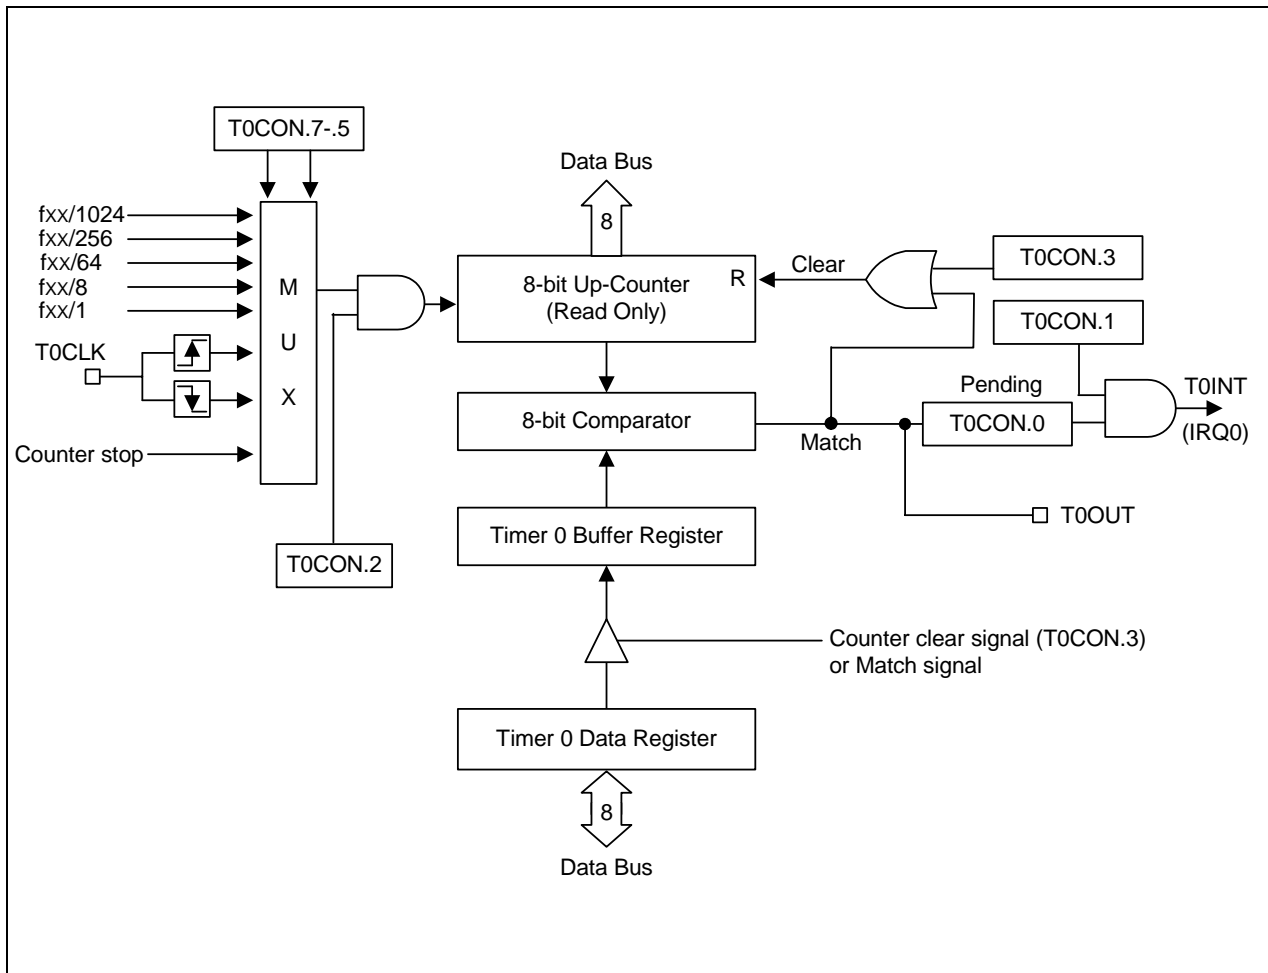 T0CON.7-.5
Data Bus
8
fxx/1024
fxx/256
fxx/64
fxx/8
fxx/1
T0CLK
Counter stop
M
U
X
T0CON.2
8-bit Up-Counter
(Read Only)
R
Clear
T0CON.3
T0CON.1
8-bit Comparator
Match
Pending
T0CON.0
T0INT
(IRQ0)
T0OUT
Timer 0 Buffer Register
Counter clear signal (T0CON.3)
or Match signal
Timer 0 Data Register
8
Data Bus